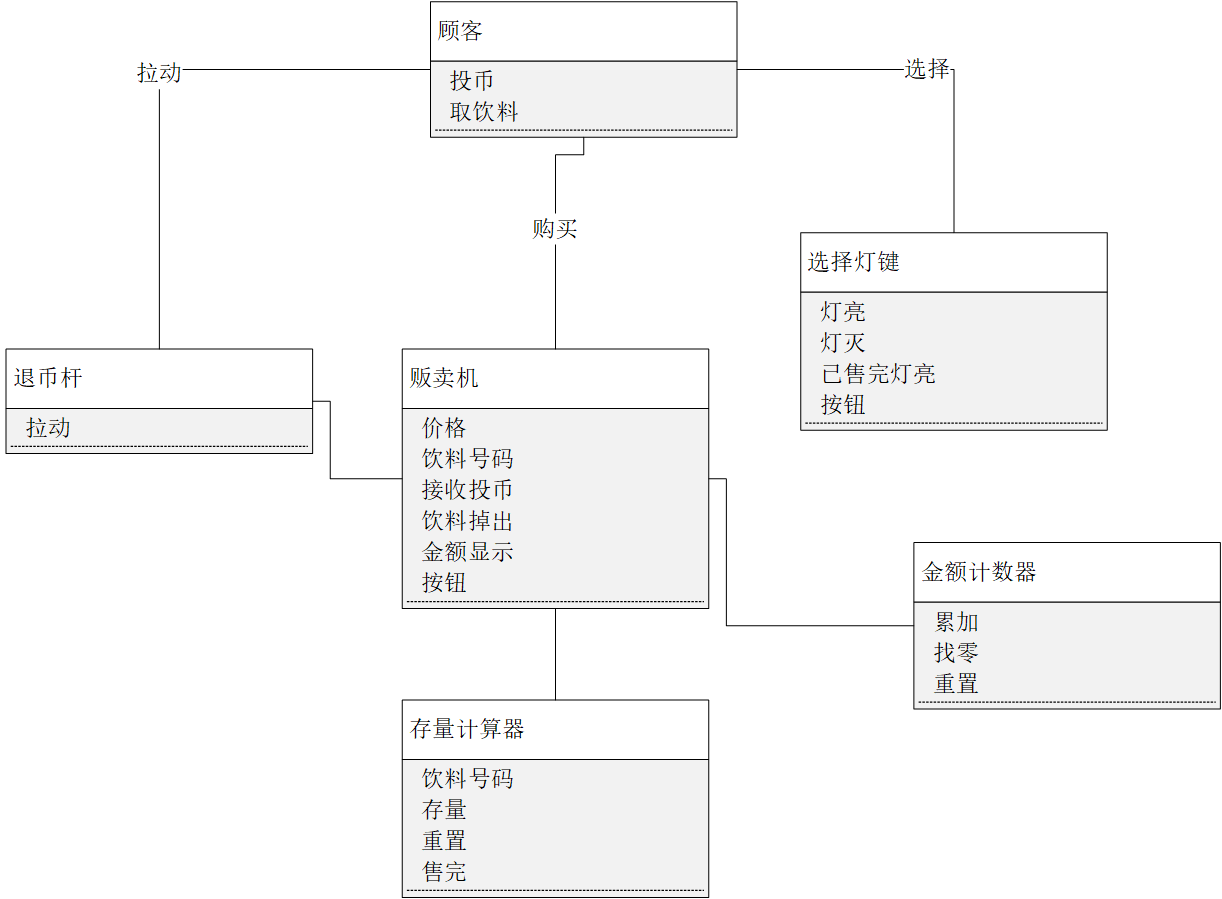 顾客
投币
取饮料
拉动
选择
购买
选择灯键
灯亮
灯灭
已售完灯亮
按钮
退币杆
拉动
贩卖机
价格
饮料号码
接收投币
饮料掉出
金额显示
按钮
金额计数器
累加
找零
重置
存量计算器
饮料号码
存量
重置
售完